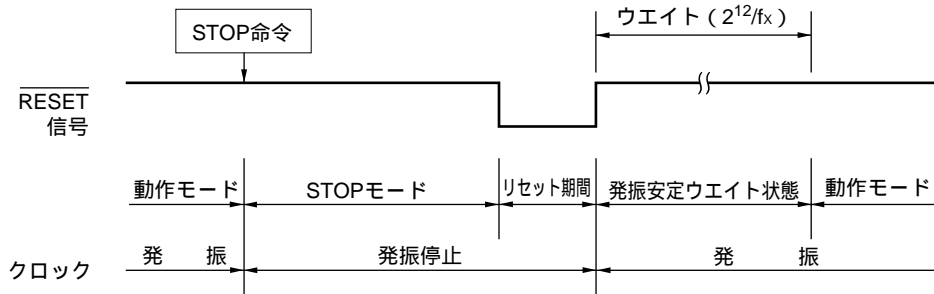 ウエイト（2¹²/fx）
STOP命令
RESET
信号
動作モード STOPモード リセット期間 発振安定ウエイト状態 動作モード
クロック 発 振 発振停止 発 振